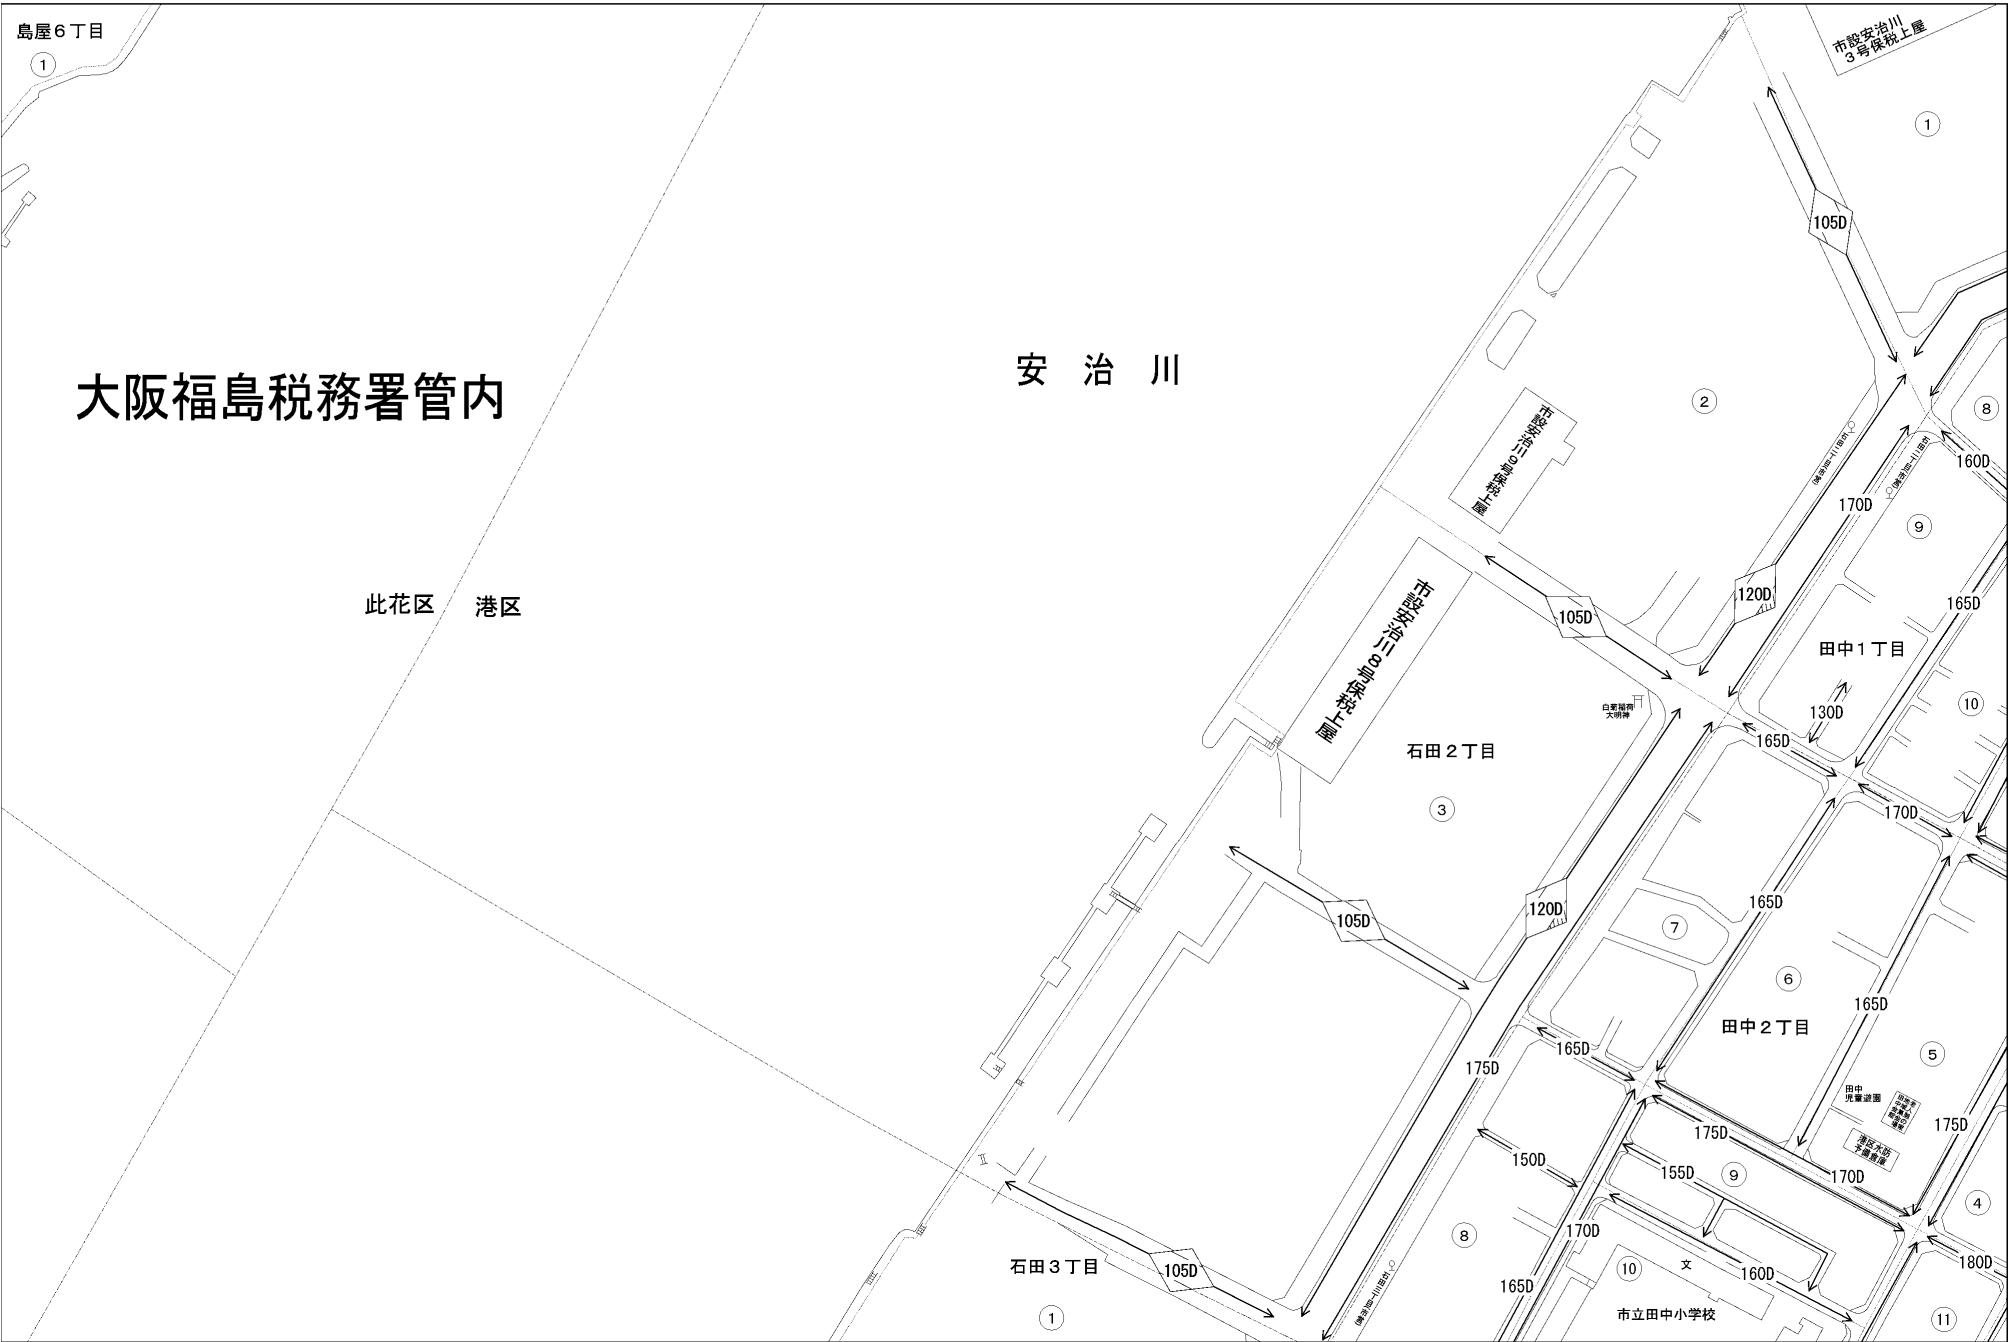 島屋6丁目
1
市設安治川
3号保税上屋
1
105D
大阪福島税務署管内
安治川
2
8
市設安治川9号保税上屋
160D
170D
9
此花区
港区
120D
105D
165D
市設安治川8号保税上屋
田中1丁目
白菊稲荷
大明神
130D
10
165D
石田2丁目
3
170D
105D
120D
165D
7
6
165D
田中2丁目
165D
175D
5
田中
児童遊園
175D
175D
港区水防
予備倉庫
150D
155D
9
170D
4
170D
8
石田3丁目
105D
165D
10
文
160D
180D
1
市立田中小学校
11